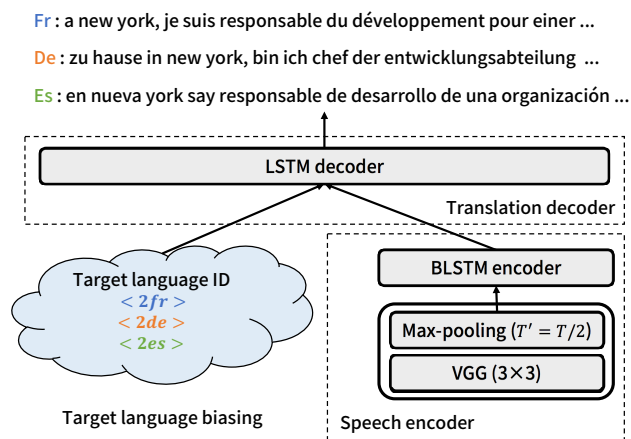 Fr : a new york, je suis responsable du développement pour einer ...
De : zu hause in new york, bin ich chef der entwicklungsabteilung ...
Es : en nueva york say responsable de desarrollo de una organización ...
LSTM decoder
Translation decoder
Target language ID
< 2fr >
< 2de >
< 2es >
Target language biasing
BLSTM encoder
Max-pooling (T′ = T/2)
VGG (3×3)
Speech encoder